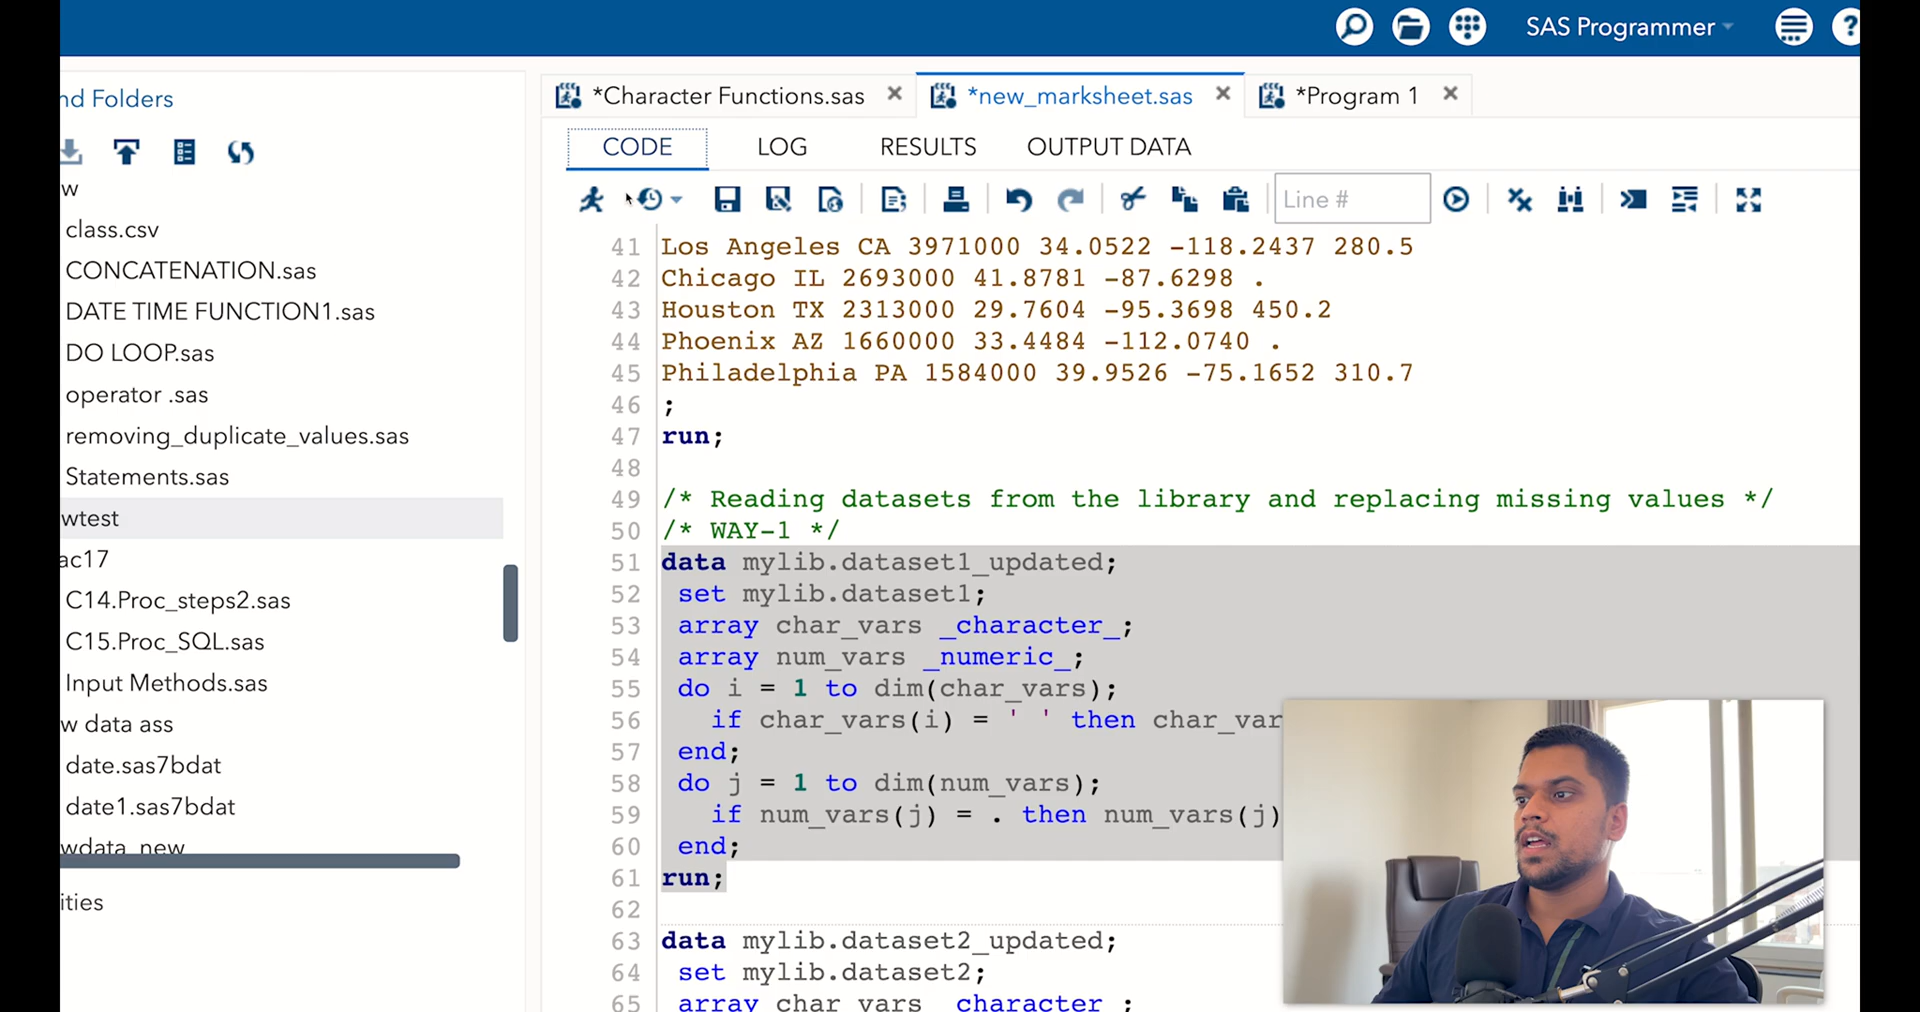 SAS Programmer
nd Folders
w
class.csv
CONCATENATION.sas
DATE TIME FUNCTION1.sas
DO LOOP.sas
operator .sas
removing_duplicate_values.sas
Statements.sas
wtest
ac17
C14.Proc_steps2.sas
C15.Proc_SQL.sas
Input Methods.sas
w data ass
date.sas7bdat
date1.sas7bdat
wdata_new
ities
*Character Functions.sas
*new_marksheet.sas
*Program 1
CODE LOG RESULTS OUTPUT DATA
Line #
41 Los Angeles CA 3971000 34.0522 -118.2437 280.5
42 Chicago IL 2693000 41.8781 -87.6298 .
43 Houston TX 2313000 29.7604 -95.3698 450.2
44 Phoenix AZ 1660000 33.4484 -112.0740 .
45 Philadelphia PA 1584000 39.9526 -75.1652 310.7
46 ;
47 run;
48
49 /* Reading datasets from the library and replacing missing values */
50 /* WAY-1 */
51 data mylib.dataset1_updated;
52 set mylib.dataset1;
53 array char_vars _character_;
54 array num_vars _numeric_;
55 do i = 1 to dim(char_vars);
56 if char_vars(i) = ' ' then char_var
57 end;
58 do j = 1 to dim(num_vars);
59 if num_vars(j) = . then num_vars(j)
60 end;
61 run;
62
63 data mylib.dataset2_updated;
64 set mylib.dataset2;
65 array char_vars _character_;